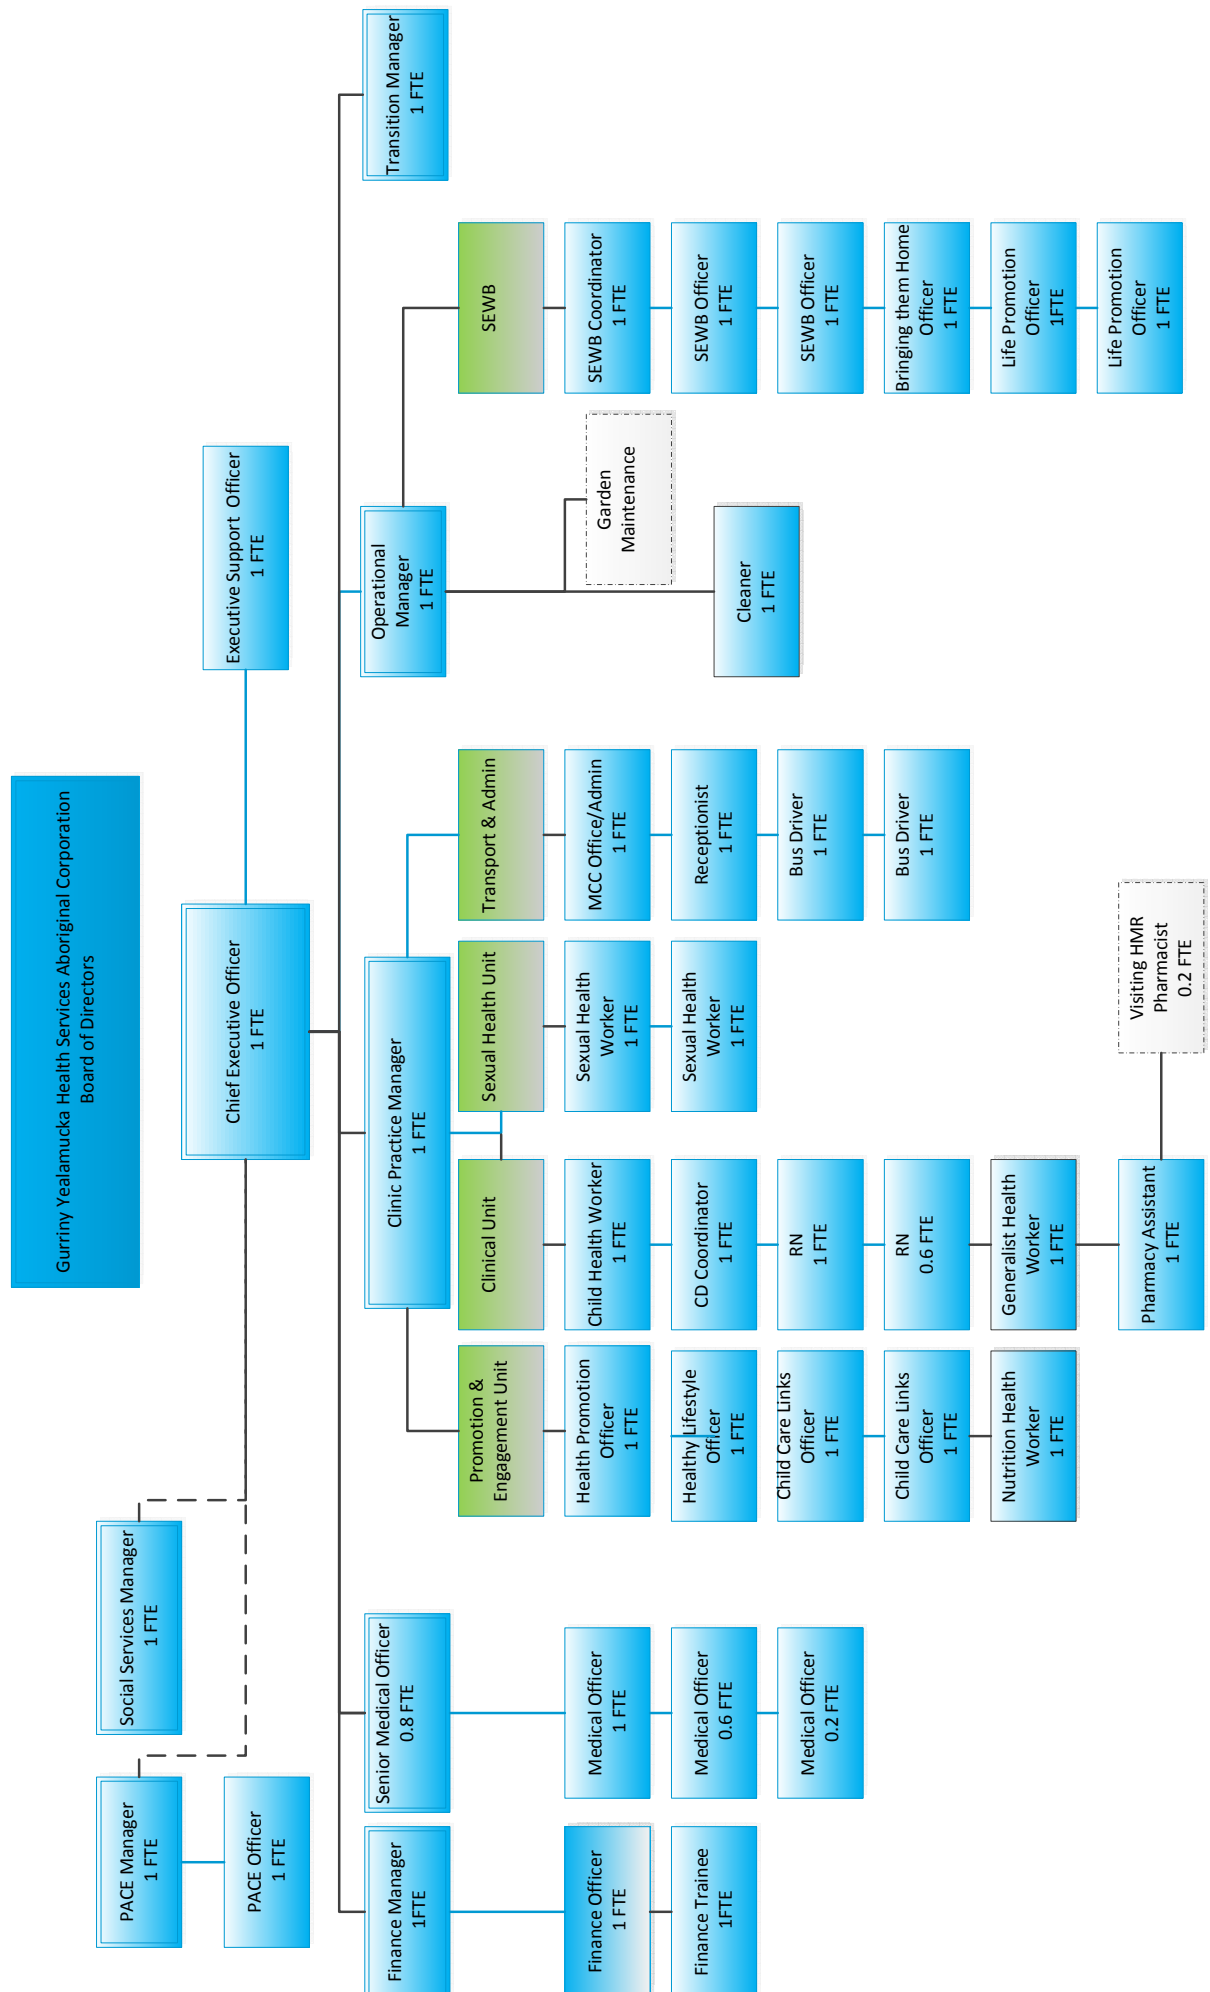 Gurriny Yealamucka Health Services Aboriginal Corporation
Board of Directors
Chief Executive Officer
1 FTE
Executive Support  Officer
1 FTE
PACE Manager
1 FTE
PACE Officer
1 FTE
Social Services Manager
1 FTE
Finance Manager
1FTE
Finance Officer
1 FTE
Finance Trainee
1FTE
Senior Medical Officer
0.8 FTE
Medical Officer
1 FTE
Medical Officer
0.6 FTE
Medical Officer
0.2 FTE
Clinic Practice Manager
1 FTE
Promotion &
Engagement Unit
Health Promotion
Officer
1 FTE
Healthy Lifestyle
Officer
1 FTE
Child Care Links
Officer
1 FTE
Child Care Links
Officer
1 FTE
Nutrition Health
Worker
1 FTE
Clinical Unit
Child Health Worker
1 FTE
CD Coordinator
1 FTE
RN
1 FTE
RN
0.6 FTE
Generalist Health
Worker
1 FTE
Pharmacy Assistant
1 FTE
Visiting HMR
Pharmacist
0.2 FTE
Sexual Health Unit
Sexual Health
Worker
1 FTE
Sexual Health
Worker
1 FTE
Transport & Admin
MCC Office/Admin
1 FTE
Receptionist
1 FTE
Bus Driver
1 FTE
Bus Driver
1 FTE
Operational
Manager
1 FTE
Garden
Maintenance
Cleaner
1 FTE
SEWB
SEWB Coordinator
1 FTE
SEWB Officer
1 FTE
SEWB Officer
1 FTE
Bringing them Home
Officer
1 FTE
Life Promotion
Officer
1FTE
Life Promotion
Officer
1 FTE
Transition Manager
1 FTE